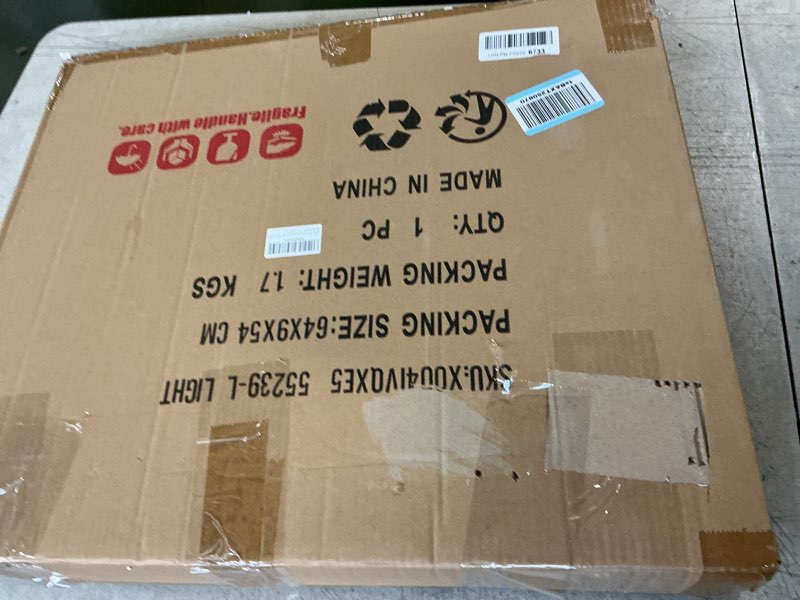 SKU:X004IVQXE5 55239-L LIGHT
PACKING SIZE:64X9X54 CM
PACKING WEIGHT: 1.7 KGS
QTY: 1 PC
MADE IN CHINA
Fragile.Handle with care.
6733